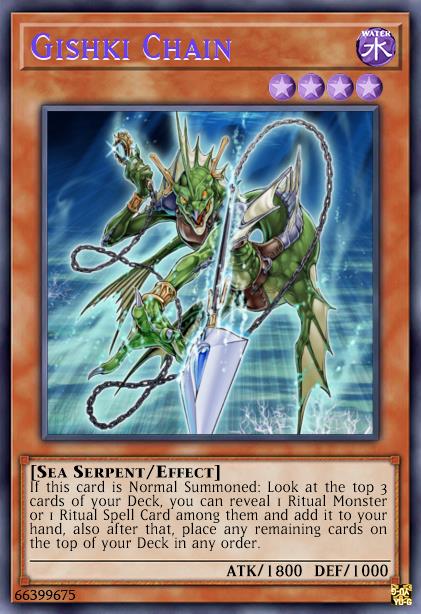 Gishki Chain
WATER
水
[Sea Serpent/Effect]
If this card is Normal Summoned: Look at the top 3
cards of your Deck, you can reveal 1 Ritual Monster
or 1 Ritual Spell Card among them and add it to your
hand, also after that, place any remaining cards on
the top of your Deck in any order.
ATK/1800 DEF/1000
66399675